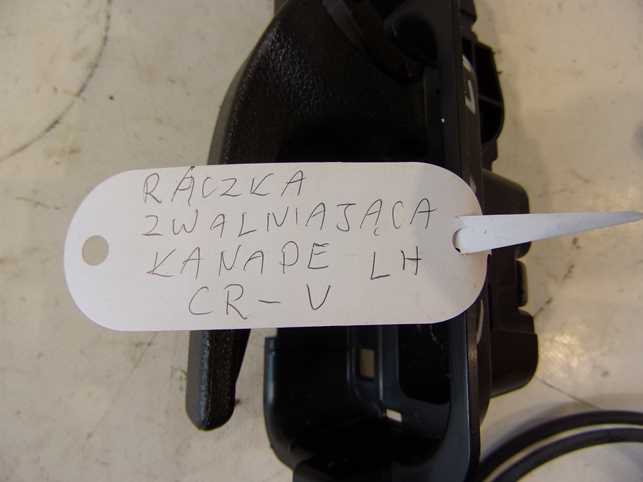 RĄCZKA
ZWALNIAJĄCA
KANAPE LH
CR-V